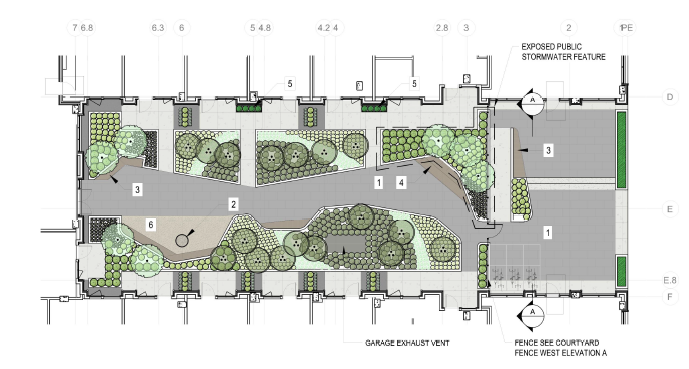 7 6.8 6.3 6 5 4.8 4.2 4 2.8 3 2 1 PE
EXPOSED PUBLIC
STORMWATER FEATURE
5 5
D
A
3
3 1 4
2 E
6 1
E.8
F
A
GARAGE EXHAUST VENT
FENCE SEE COURTYARD
FENCE WEST ELEVATION A